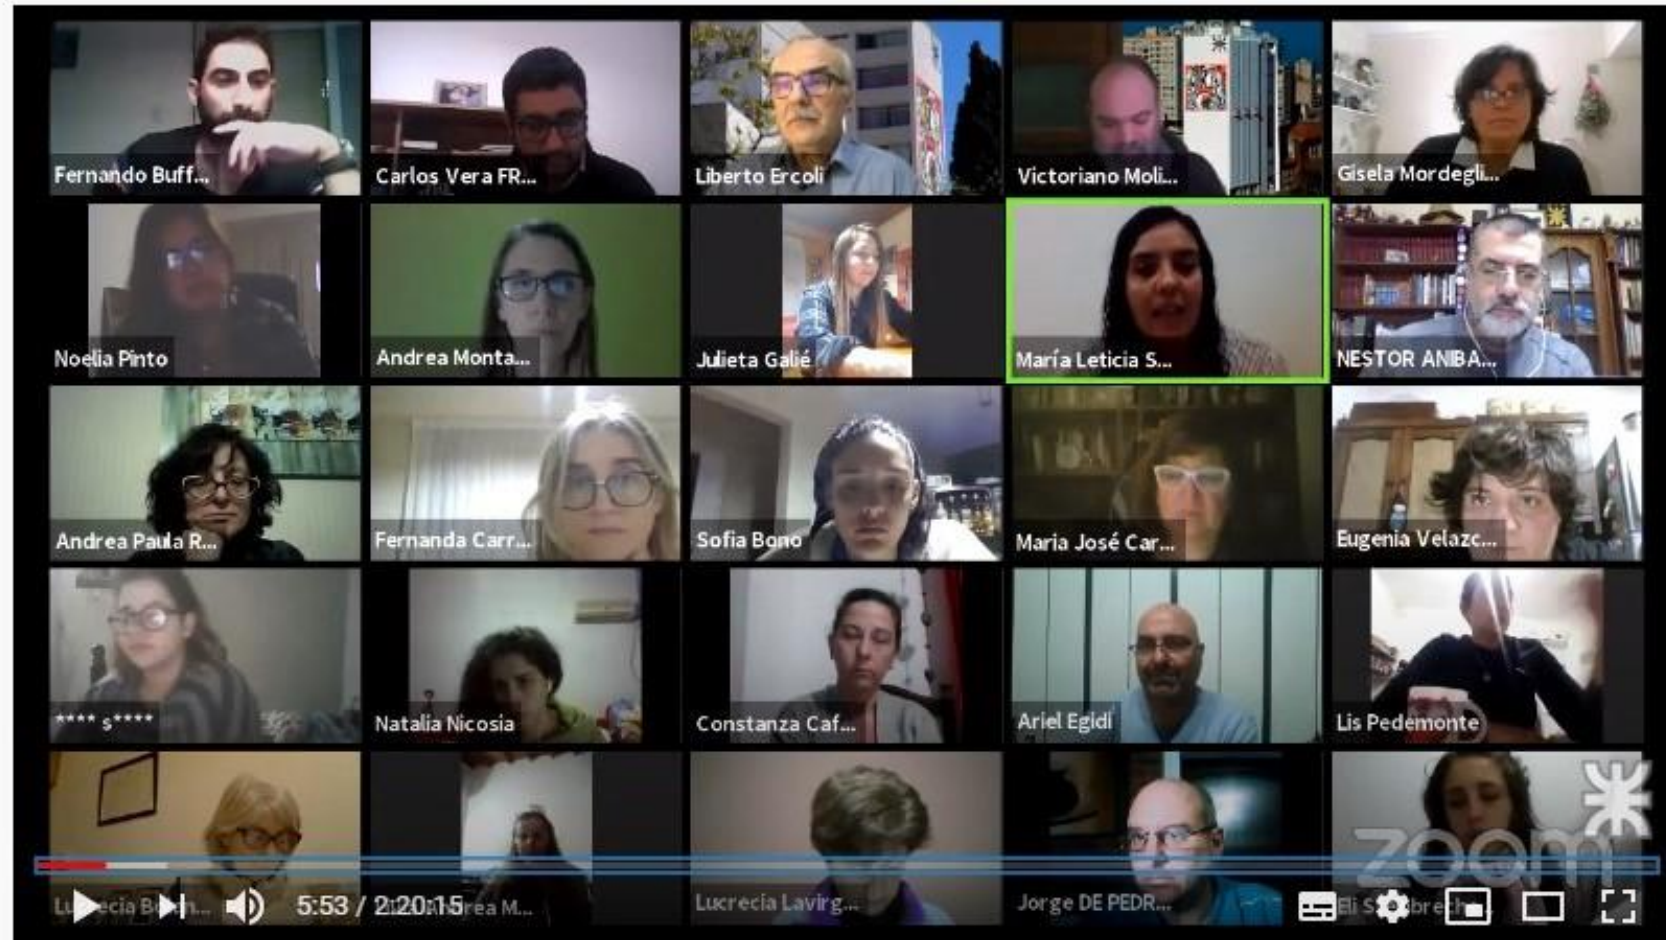 Fernando Buff...
Carlos Vera FR...
Liberto Ercoli
Victoriano Moli...
Gisela Mordegli...
Noelia Pinto
Andrea Monta...
Julieta Galié
María Leticia S...
NESTOR ANIBA...
Andrea Paula R...
Fernanda Carr...
Sofia Bono
Maria José Car...
Eugenia Velazc...
**** s****
Natalia Nicosia
Constanza Caf...
Ariel Egidi
Lis Pedemonte
zoom
5:53 / 2:20:15
Lucrecia Lavirg...
Jorge DE PEDR...